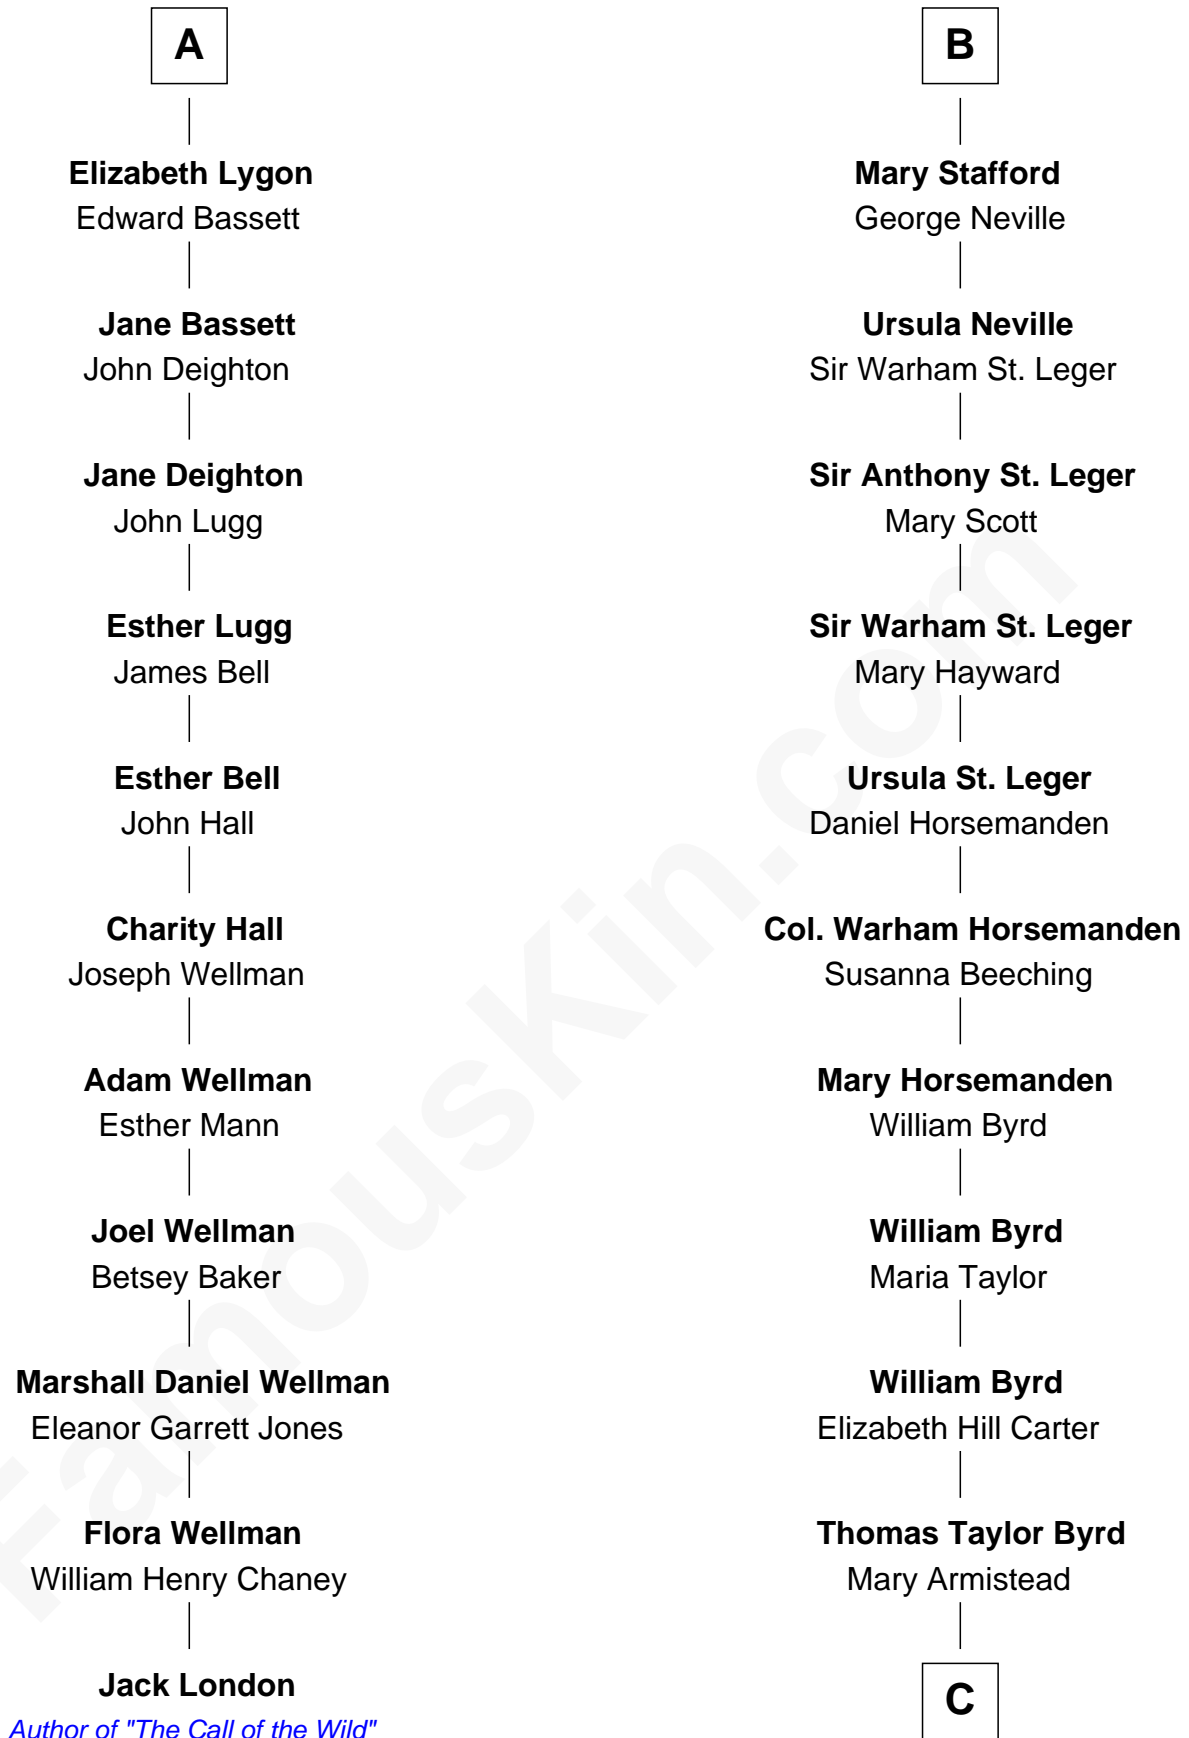 A
Elizabeth Lygon
Edward Bassett
Jane Bassett
John Deighton
Jane Deighton
John Lugg
Esther Lugg
James Bell
Esther Bell
John Hall
Charity Hall
Joseph Wellman
Adam Wellman
Esther Mann
Joel Wellman
Betsey Baker
Marshall Daniel Wellman
Eleanor Garrett Jones
Flora Wellman
William Henry Chaney
Jack London
Author of "The Call of the Wild"
B
Mary Stafford
George Neville
Ursula Neville
Sir Warham St. Leger
Sir Anthony St. Leger
Mary Scott
Sir Warham St. Leger
Mary Hayward
Ursula St. Leger
Daniel Horsemanden
Col. Warham Horsemanden
Susanna Beeching
Mary Horsemanden
William Byrd
William Byrd
Maria Taylor
William Byrd
Elizabeth Hill Carter
Thomas Taylor Byrd
Mary Armistead
C
FamousKin.com